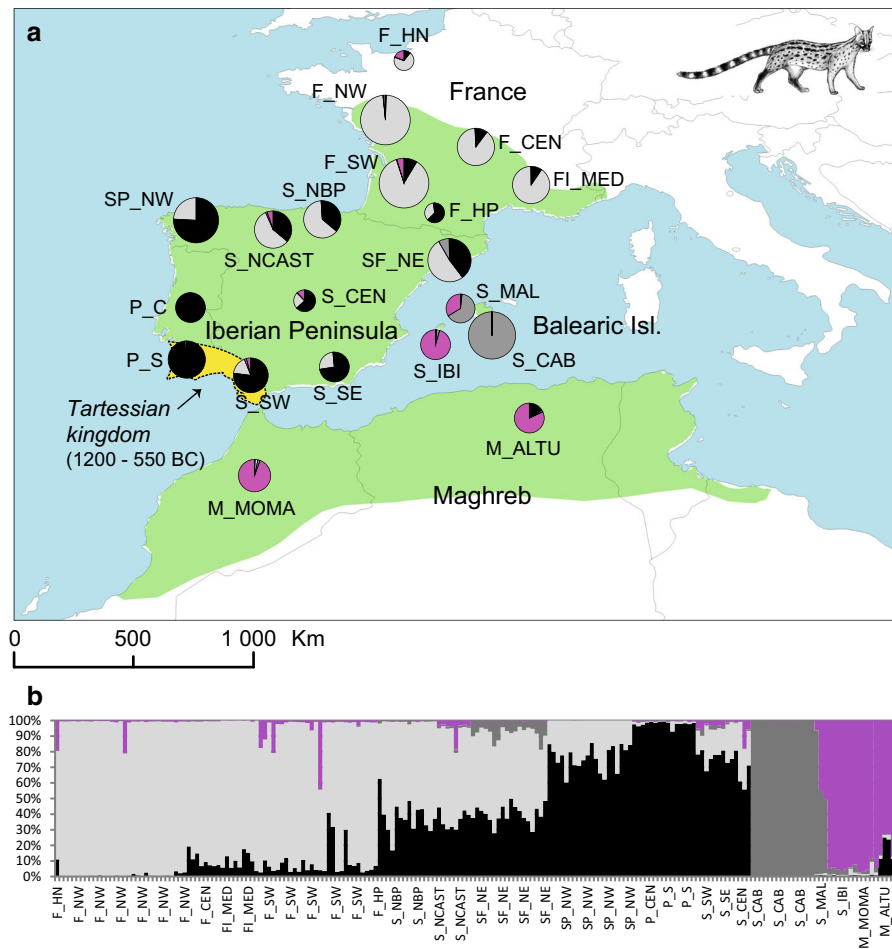 a
F_HN
F_NW
France
F_CEN
F_SW
FI_MED
SP_NW
S_NBP
F_HP
S_NCAST
SF_NE
S_CEN
S_MAL
P_C
Iberian Peninsula
Balearic Isl.
S_IBI
S_CAB
P_S
S_SW
S_SE
Tartessian
kingdom
(1200 - 550 BC)
M_ALTU
M_MOMA
Maghreb
0 500 1 000 Km
b
100%
90%
80%
70%
60%
50%
40%
30%
20%
10%
0%
F_HN
F_NW
F_NW
F_NW
F_NW
F_NW
F_NW
F_CEN
FI_MED
FI_MED
F_SW
F_SW
F_SW
F_SW
F_SW
F_HP
S_NBP
S_NBP
S_NCAST
S_NCAST
SF_NE
SF_NE
SF_NE
SF_NE
SP_NW
SP_NW
SP_NW
SP_NW
P_CEN
P_S
P_S
S_SW
S_SE
S_CEN
S_CAB
S_CAB
S_CAB
S_MAL
S_IBI
M_MOMA
M_ALTU